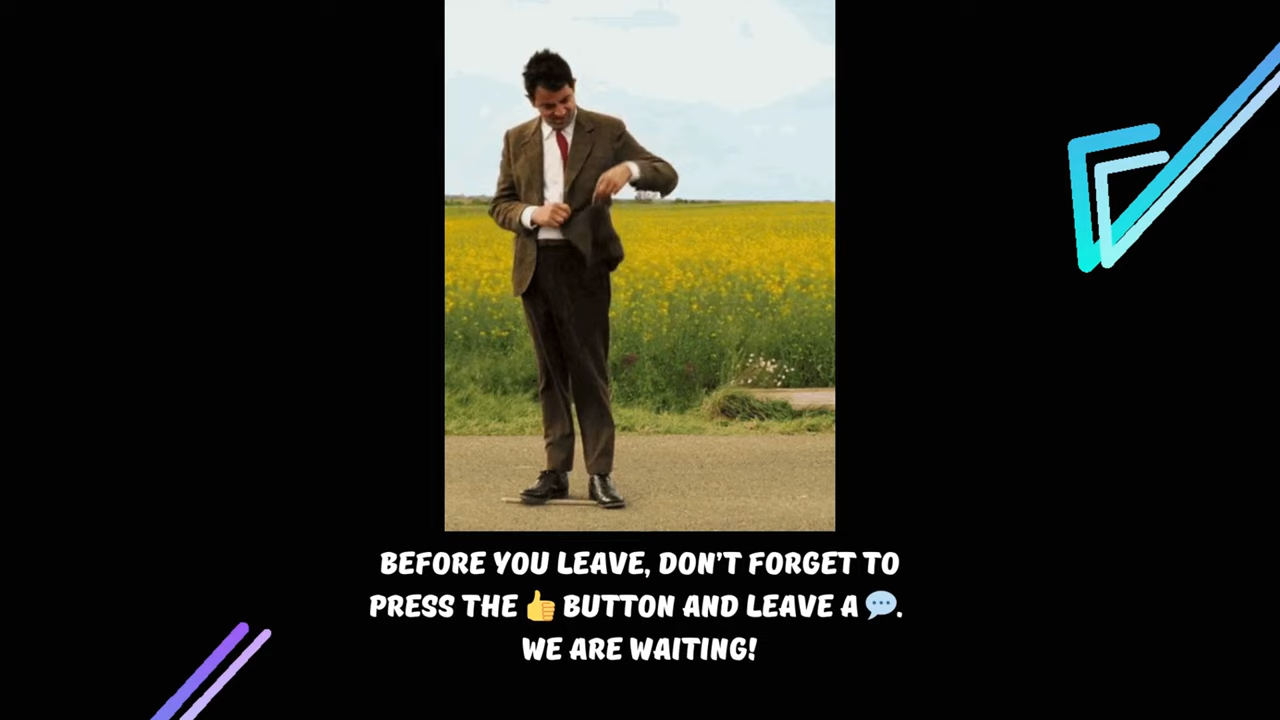 BEFORE YOU LEAVE, DON'T FORGET TO
PRESS THE 👍 BUTTON AND LEAVE A 💬.
WE ARE WAITING!